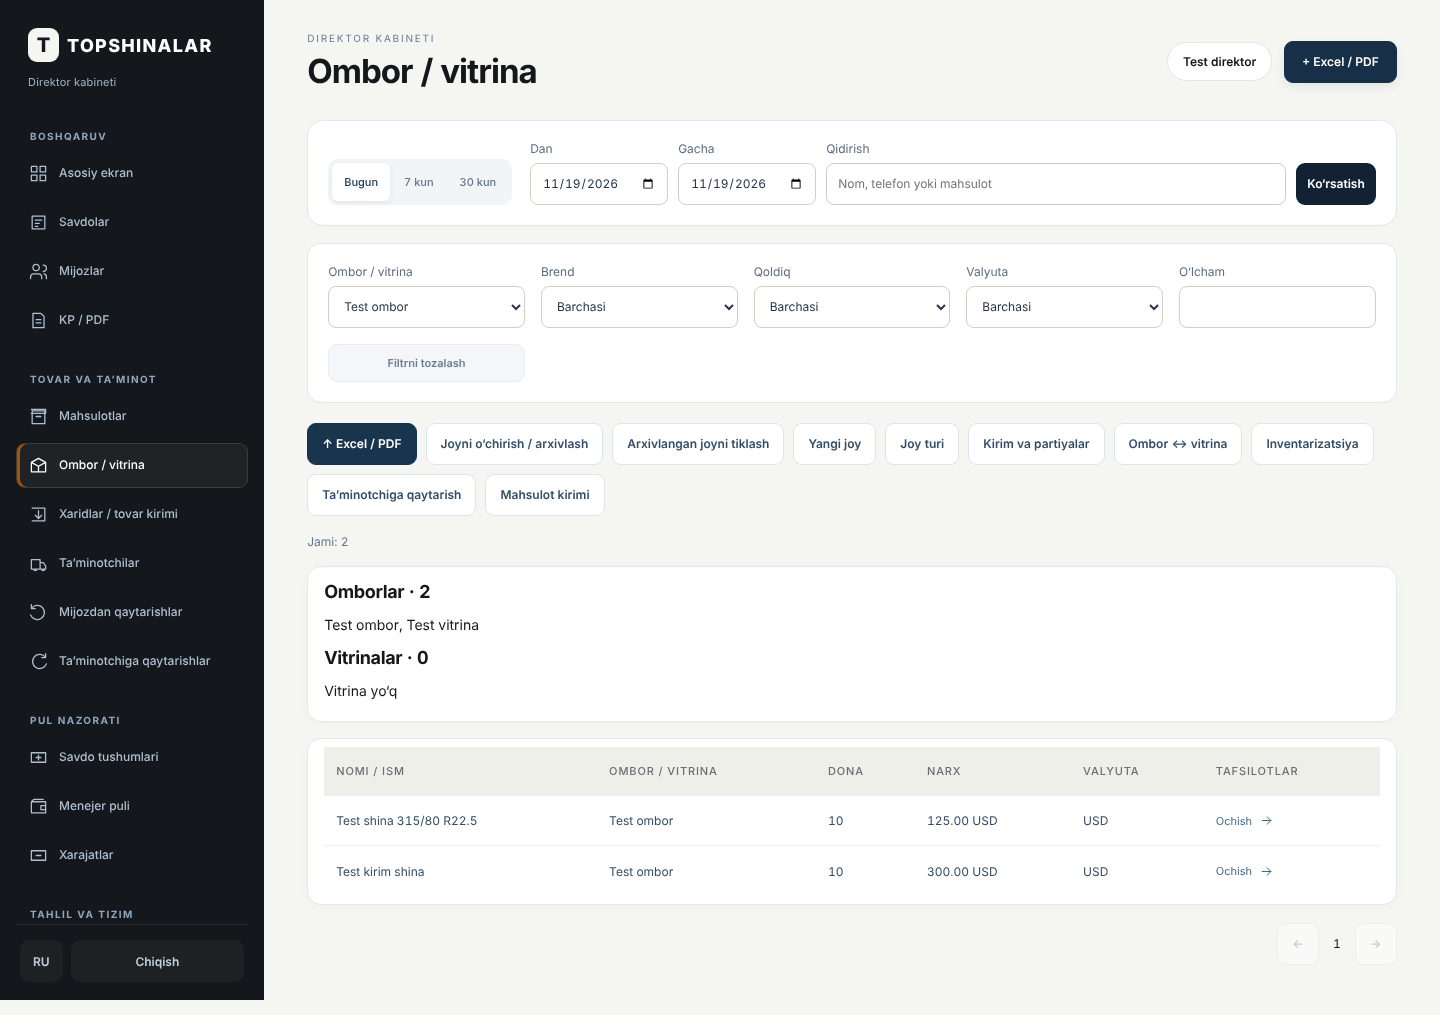 T TOPSHINALAR
Direktor kabineti
BOSHQARUV
Asosiy ekran
Savdolar
Mijozlar
KP / PDF
TOVAR VA TA’MINOT
Mahsulotlar
Ombor / vitrina
Xaridlar / tovar kirimi
Ta’minotchilar
Mijozdan qaytarishlar
Ta’minotchiga qaytarishlar
PUL NAZORATI
Savdo tushumlari
Menejer puli
Xarajatlar
TAHLIL VA TIZIM
RU Chiqish
DIREKTOR KABINETI
Ombor / vitrina
Test direktor + Excel / PDF
Dan Gacha Qidirish
Bugun 7 kun 30 kun 11/19/2026 11/19/2026 Nom, telefon yoki mahsulot Ko‘rsatish
Ombor / vitrina Brend Qoldiq Valyuta O‘lcham
Test ombor Barchasi Barchasi Barchasi
Filtrni tozalash
↑ Excel / PDF Joyni o‘chirish / arxivlash Arxivlangan joyni tiklash Yangi joy Joy turi Kirim va partiyalar Ombor ↔ vitrina Inventarizatsiya
Ta’minotchiga qaytarish Mahsulot kirimi
Jami: 2
Omborlar · 2
Test ombor, Test vitrina
Vitrinalar · 0
Vitrina yo‘q
NOMI / ISM OMBOR / VITRINA DONA NARX VALYUTA TAFSILOTLAR
Test shina 315/80 R22.5 Test ombor 10 125.00 USD USD Ochish →
Test kirim shina Test ombor 10 300.00 USD USD Ochish →
← 1 →